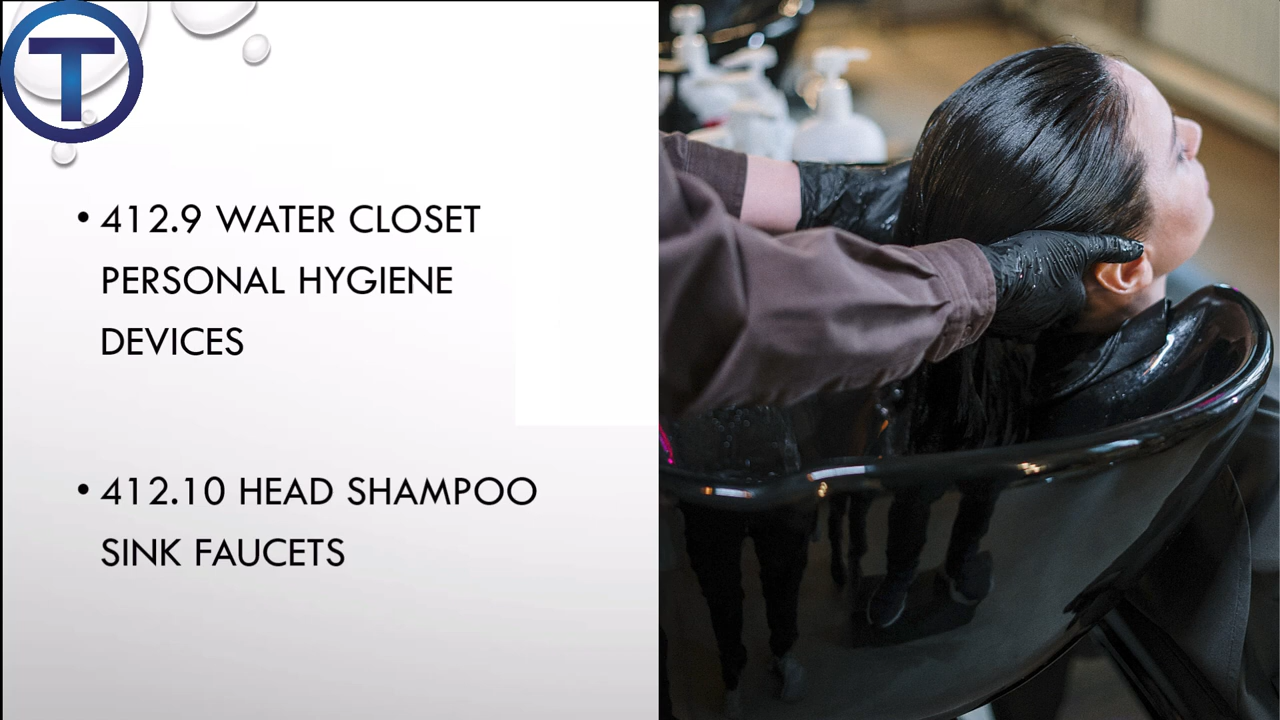 T
• 412.9 WATER CLOSET
PERSONAL HYGIENE
DEVICES
• 412.10 HEAD SHAMPOO
SINK FAUCETS